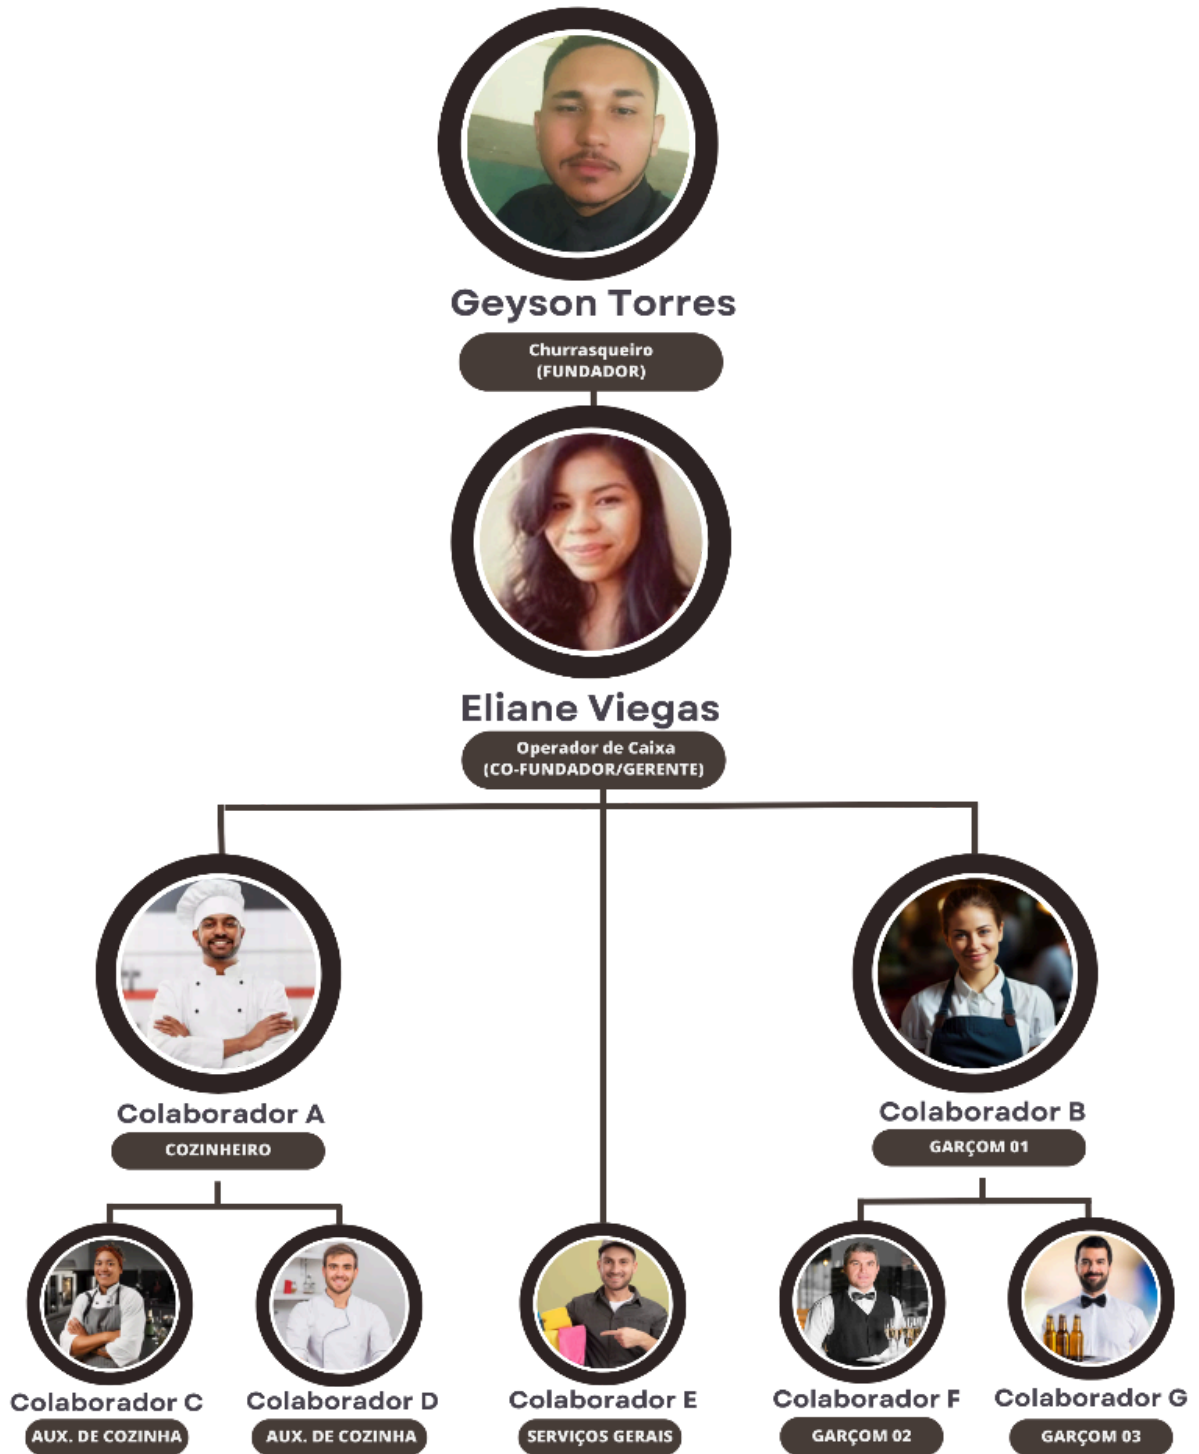 Geyson Torres
Churrasqueiro
(FUNDADOR)
Eliane Viegas
Operador de Caixa
(CO-FUNDADOR/GERENTE)
Colaborador A
COZINHEIRO
Colaborador B
GARÇOM 01
Colaborador C
AUX. DE COZINHA
Colaborador D
AUX. DE COZINHA
Colaborador E
SERVIÇOS GERAIS
Colaborador F
GARÇOM 02
Colaborador G
GARÇOM 03